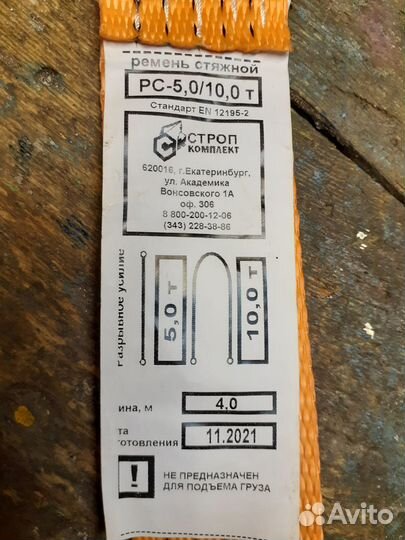 ремень стяжной
РС-5,0/10,0 т
Стандарт EN 12195-2
СТРОП
КОМПЛЕКТ
620016, г.Екатеринбург,
ул. Академика
Вонсовского 1А
оф. 306
8 800-200-12-06
(343) 228-38-86
Разрывное усилие
5,0 т
10,0 т
ина, м 4,0
та
готовления 11.2021
! НЕ ПРЕДНАЗНАЧЕН
ДЛЯ ПОДЪЕМА ГРУЗА
Avito